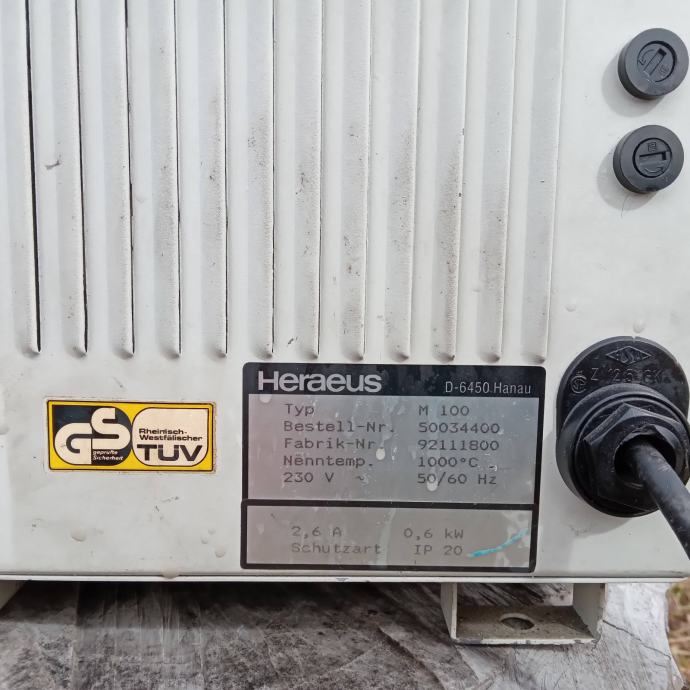 Heraeus D-6450 Hanau
Typ M 100
Bestell-Nr. 50034400
Fabrik-Nr. 92111800
Nenntemp. 1000°C
230 V ~ 50/60 Hz
2,6 A 0,6 kW
Schutzart IP 20
GS
geprüfte
Sicherheit
Rheinisch-
Westfälischer
TÜV